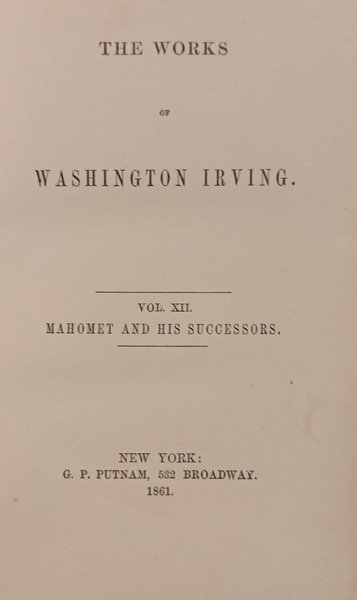 THE WORKS
OF
WASHINGTON IRVING.
VOL. XII.
MAHOMET AND HIS SUCCESSORS.
NEW YORK:
G. P. PUTNAM, 532 BROADWAY.
1861.